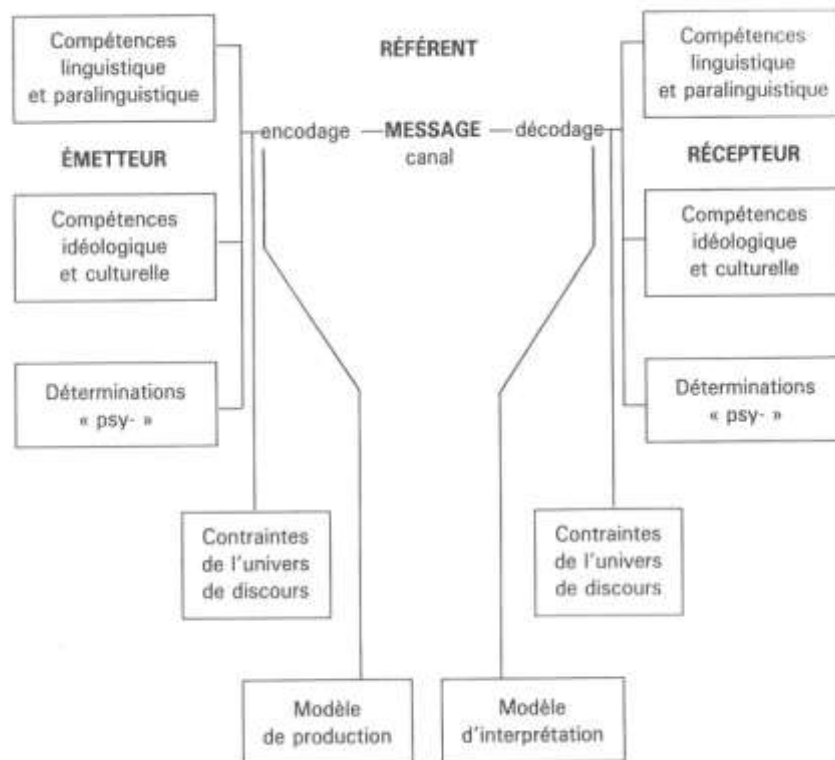 Compétences
linguistique
et paralinguistique
RÉFÉRENT
Compétences
linguistique
et paralinguistique
encodage — MESSAGE — décodage
canal
ÉMETTEUR
RÉCEPTEUR
Compétences
idéologique
et culturelle
Compétences
idéologique
et culturelle
Déterminations
« psy- »
Déterminations
« psy- »
Contraintes
de l'univers
de discours
Contraintes
de l'univers
de discours
Modèle
de production
Modèle
d'interprétation